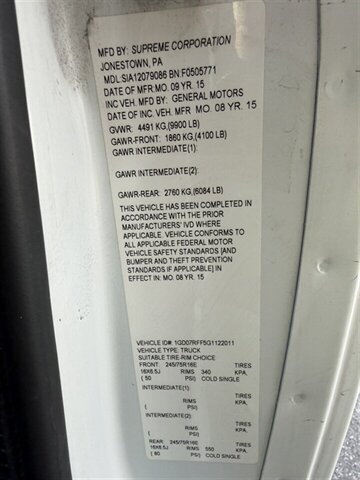 MFD BY: SUPREME CORPORATION
JONESTOWN, PA
MDL:SIA12079086 BN:F0505771
DATE OF MFR:MO. 09 YR. 15
INC VEH. MFD BY: GENERAL MOTORS
DATE OF INC. VEH MFR MO. 08 YR. 15
GVWR: 4491 KG,(9900 LB)
GAWR-FRONT: 1860 KG,(4100 LB)
GAWR INTERMEDIATE(1):
GAWR INTERMEDIATE(2):
GAWR-REAR: 2760 KG,(6084 LB)
THIS VEHICLE HAS BEEN COMPLETED IN
ACCORDANCE WITH THE PRIOR
MANUFACTURERS' IVD WHERE
APPLICABLE. VEHICLE CONFORMS TO
ALL APPLICABLE FEDERAL MOTOR
VEHICLE SAFETY STANDARDS [AND
BUMPER AND THEFT PREVENTION
STANDARDS IF APPLICABLE] IN
EFFECT IN: MO. 08 YR. 15
VEHICLE ID#: 1GD07RFF5G1122011
VEHICLE TYPE: TRUCK
SUITABLE TIRE-RIM CHOICE
FRONT: 245/75R16E TIRES
16X6.5J RIMS 340 KPA,
( 50 PSI) COLD SINGLE
INTERMEDIATE(1): TIRES
RIMS KPA,
( PSI) COLD
INTERMEDIATE(2): TIRES
RIMS KPA,
( PSI) COLD
REAR 245/75R16E TIRES
16X6.5J RIMS 550 KPA,
( 80 PSI) COLD SINGLE